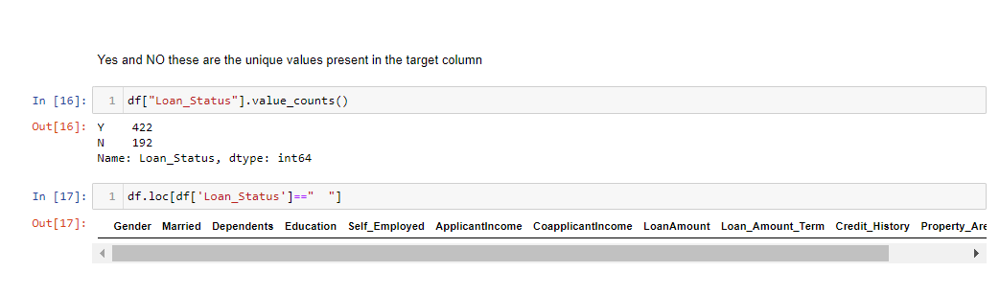 Yes and NO these are the unique values present in the target column
In [16]: 1 df["Loan_Status"].value_counts()
Out[16]: Y 422
N 192
Name: Loan_Status, dtype: int64
In [17]: 1 df.loc[df['Loan_Status']=="  "]
Out[17]:
Gender Married Dependents Education Self_Employed ApplicantIncome CoapplicantIncome LoanAmount Loan_Amount_Term Credit_History Property_Are